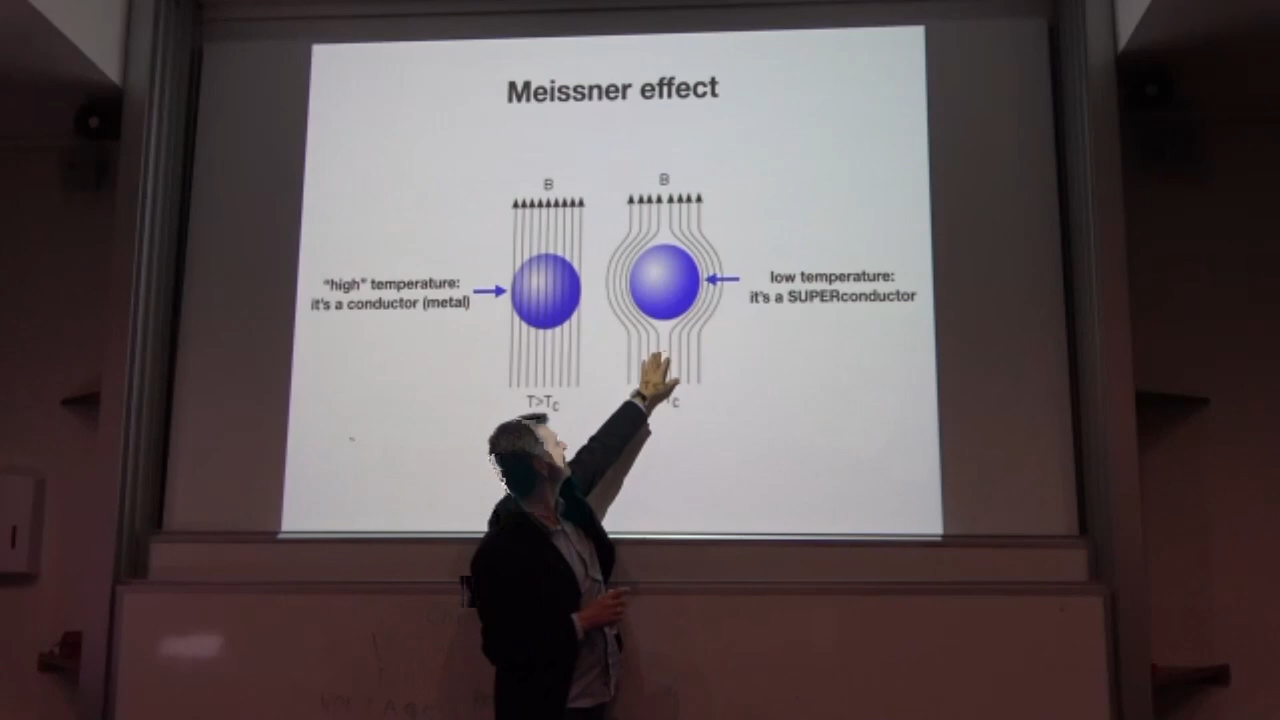 Meissner effect
B
B
“high” temperature:
it’s a conductor (metal)
low temperature:
it’s a SUPERconductor
T>Tc
c